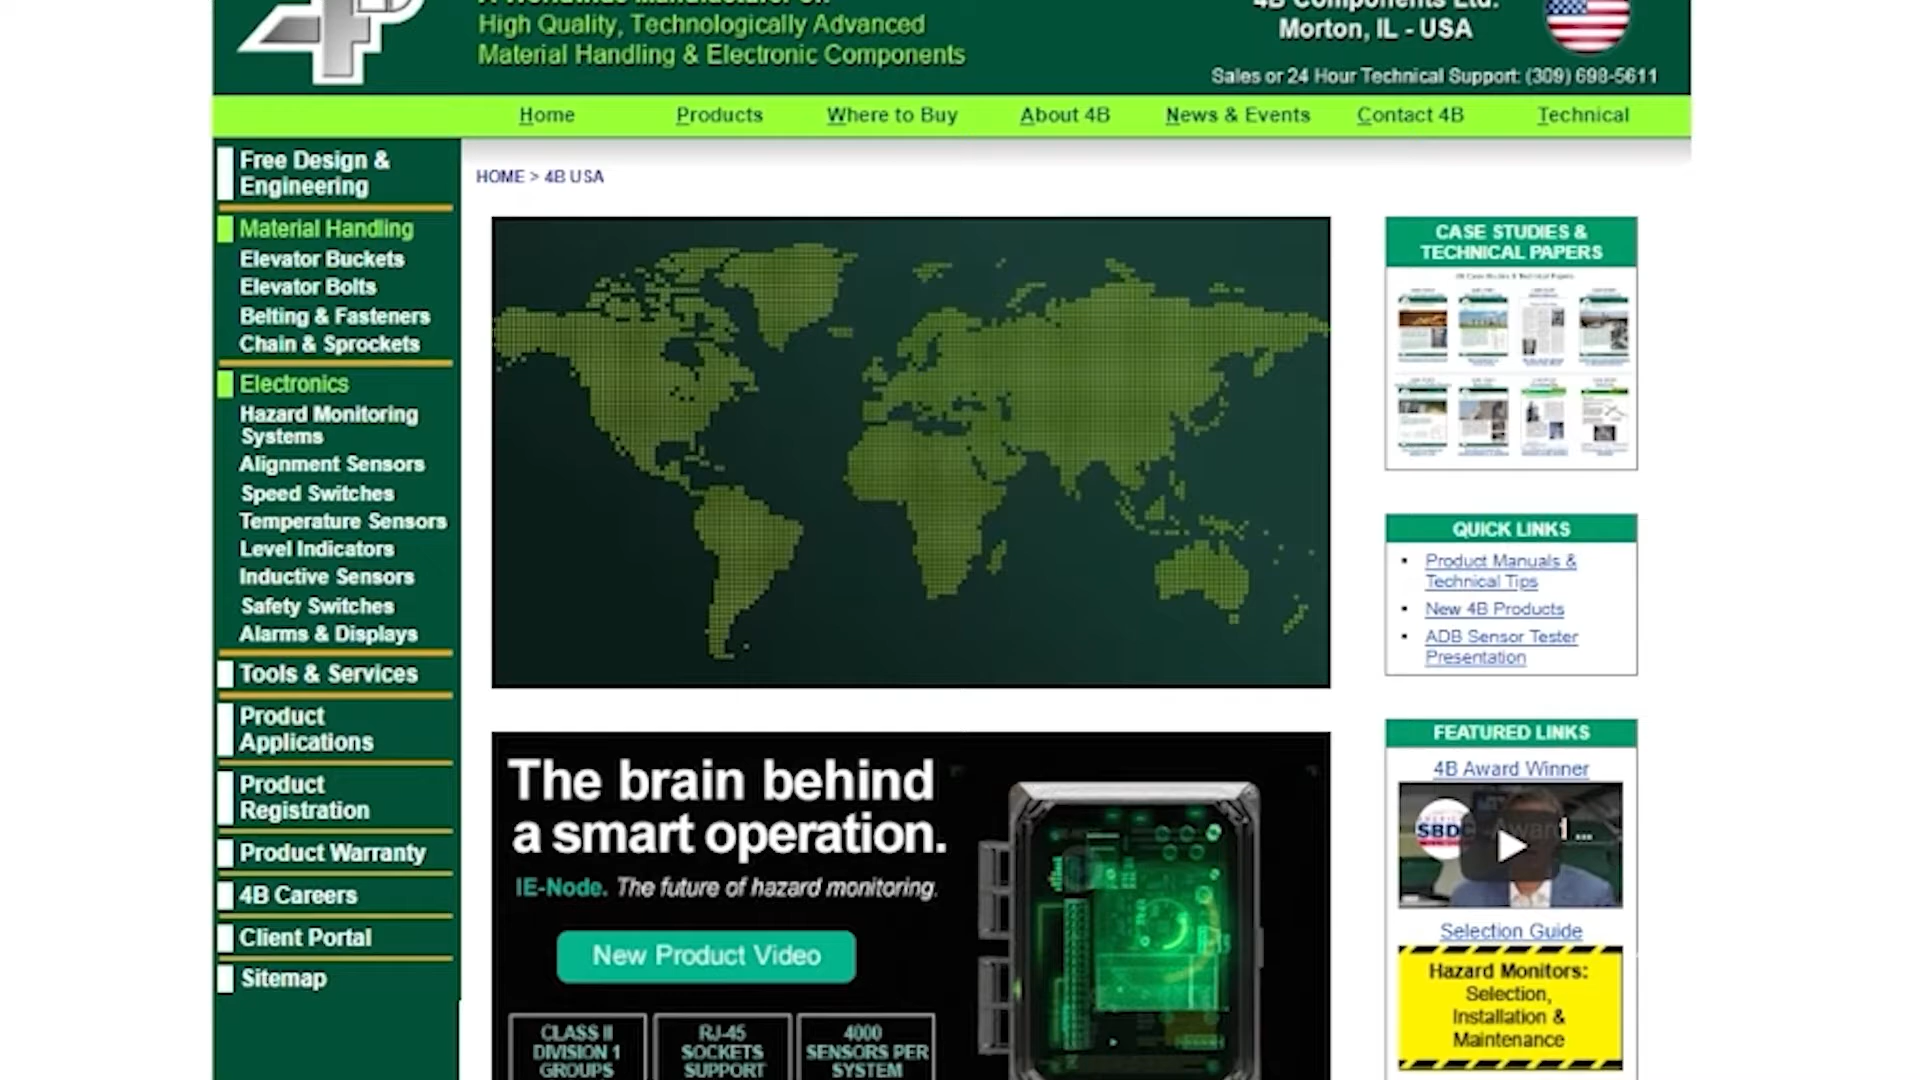 4B
High Quality, Technologically Advanced
Material Handling & Electronic Components
4B Components Ltd.
Morton, IL - USA
Sales or 24 Hour Technical Support: (309) 698-5611
Home
Products
Where to Buy
About 4B
News & Events
Contact 4B
Technical
Free Design &
Engineering
Material Handling
Elevator Buckets
Elevator Bolts
Belting & Fasteners
Chain & Sprockets
Electronics
Hazard Monitoring
Systems
Alignment Sensors
Speed Switches
Temperature Sensors
Level Indicators
Inductive Sensors
Safety Switches
Alarms & Displays
Tools & Services
Product
Applications
Product
Registration
Product Warranty
4B Careers
Client Portal
Sitemap
HOME > 4B USA
The brain behind
a smart operation.
IE-Node. The future of hazard monitoring.
New Product Video
CLASS II
DIVISION 1
GROUPS
RJ-45
SOCKETS
SUPPORT
4000
SENSORS PER
SYSTEM
CASE STUDIES &
TECHNICAL PAPERS
QUICK LINKS
Product Manuals &
Technical Tips
New 4B Products
ADB Sensor Tester
Presentation
FEATURED LINKS
4B Award Winner
SBDC Award ...
Selection Guide
Hazard Monitors:
Selection,
Installation &
Maintenance